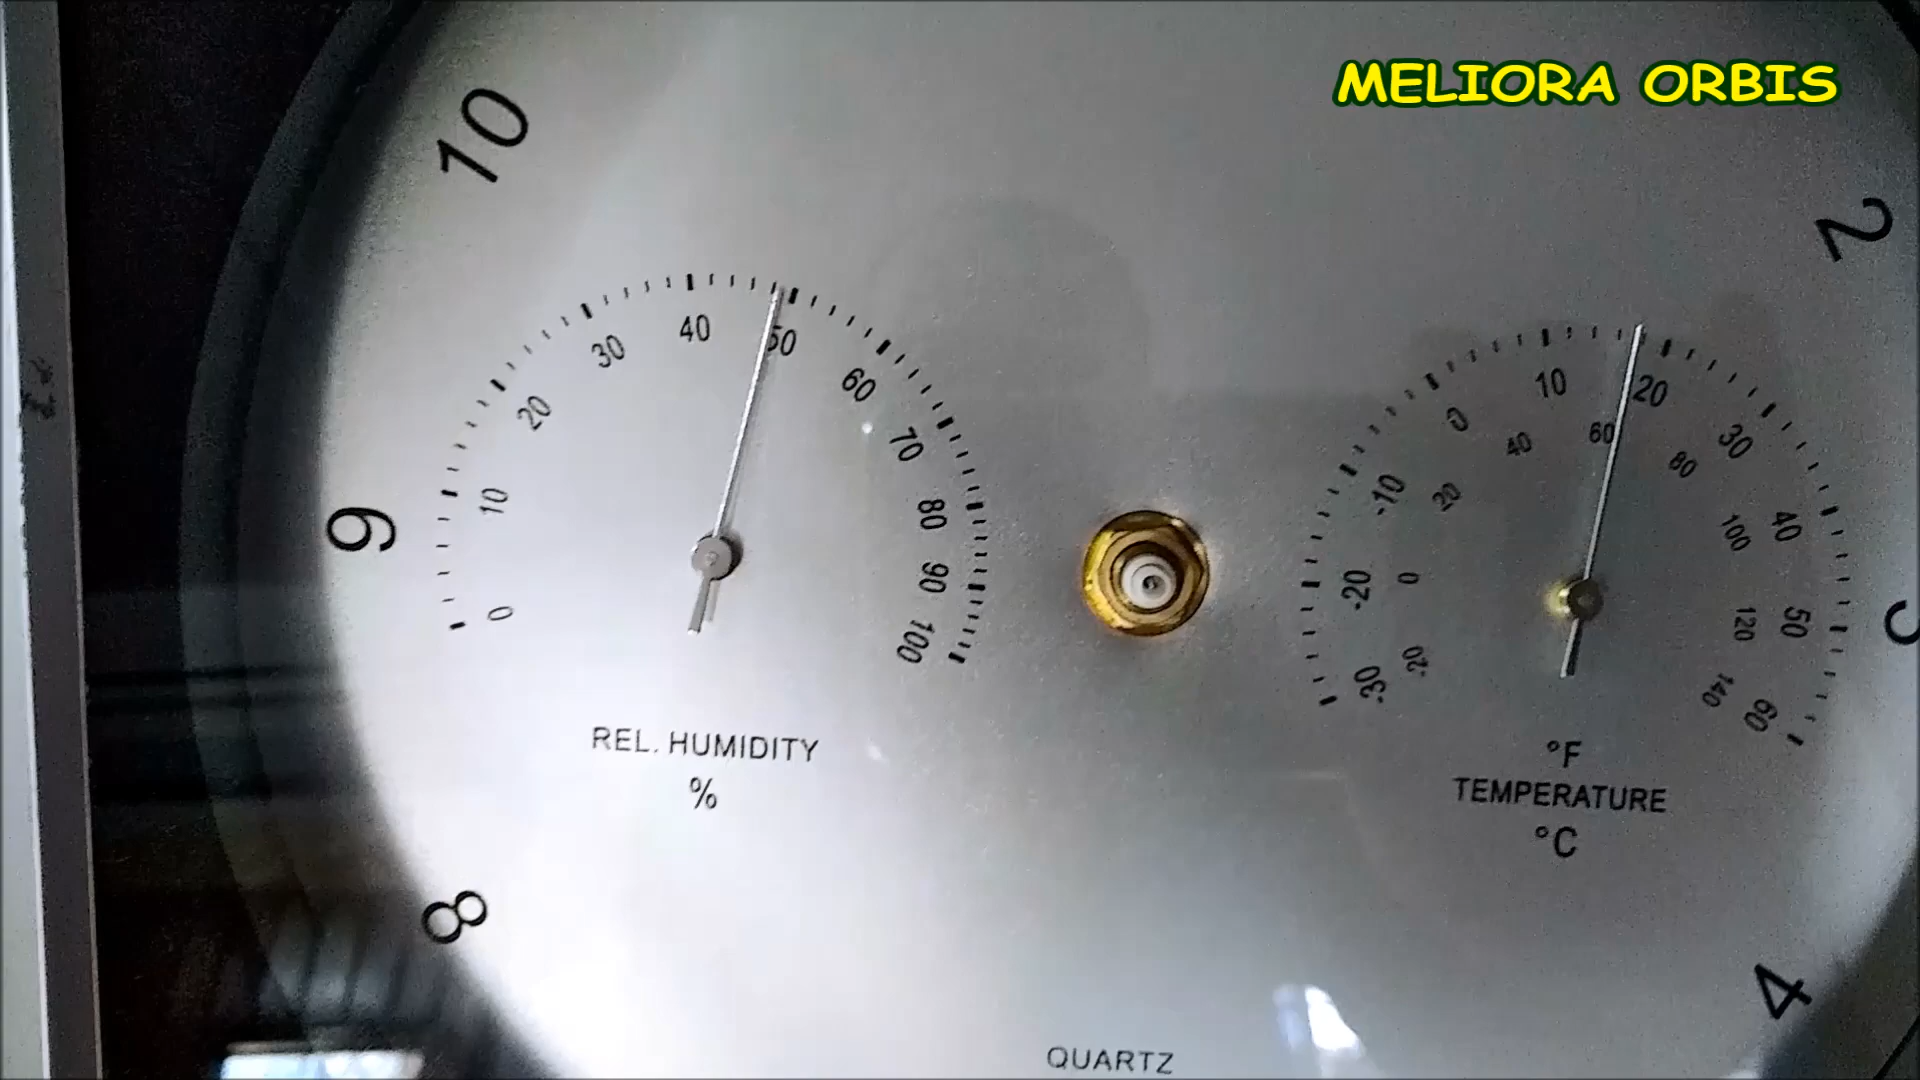 MELIORA ORBIS
10
2
9
8
4
0 10 20 30 40 50 60 70 80 90 100
REL. HUMIDITY
%
-30 -20 -10 0 10 20 30 40 50 60
-20 0 20 40 60 80 100 120 140
°F
TEMPERATURE
°C
QUARTZ